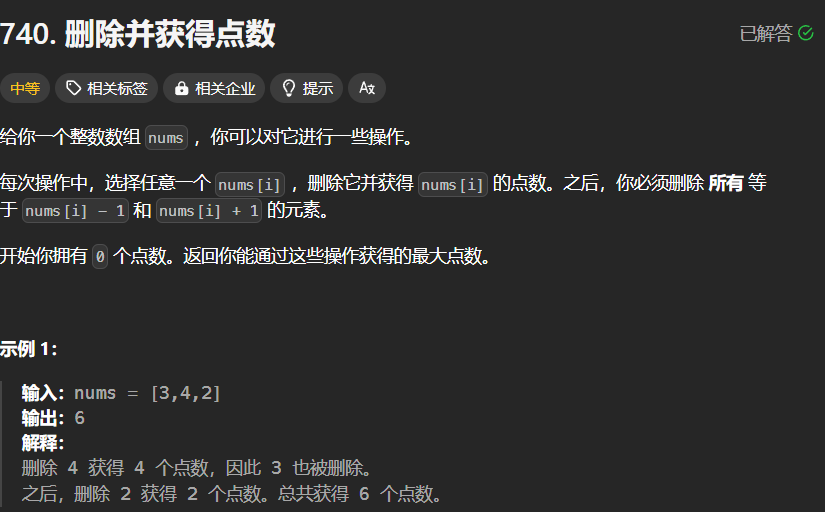 740. 删除并获得点数
已解答
中等 相关标签 相关企业 提示
给你一个整数数组 nums ，你可以对它进行一些操作。
每次操作中，选择任意一个 nums[i] ，删除它并获得 nums[i] 的点数。之后，你必须删除 所有 等
于 nums[i] - 1 和 nums[i] + 1 的元素。
开始你拥有 0 个点数。返回你能通过这些操作获得的最大点数。
示例 1：
输入：nums = [3,4,2]
输出：6
解释：
删除 4 获得 4 个点数，因此 3 也被删除。
之后，删除 2 获得 2 个点数。总共获得 6 个点数。